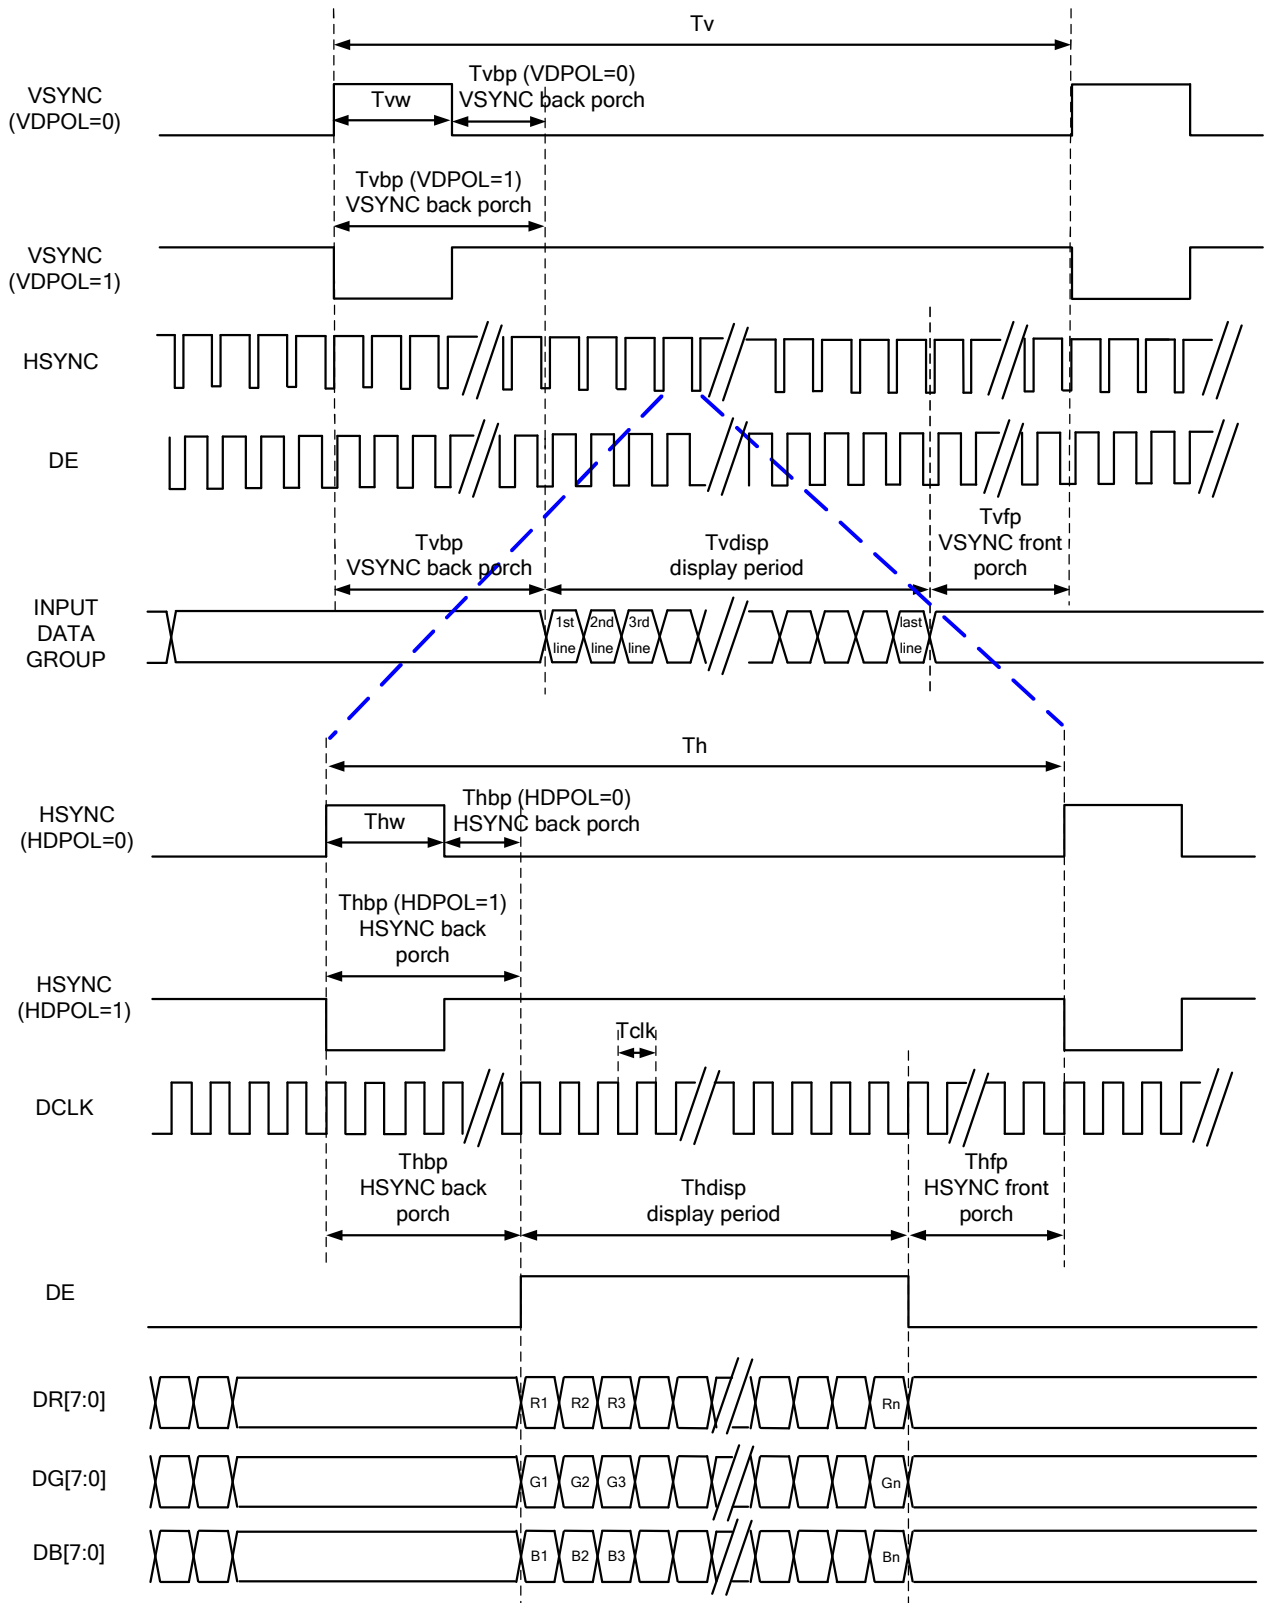 Tv
VSYNC
(VDPOL=0)
Tvw
Tvbp (VDPOL=0)
VSYNC back porch
Tvbp (VDPOL=1)
VSYNC back porch
VSYNC
(VDPOL=1)
HSYNC
DE
Tvbp
VSYNC back porch
Tvdisp
display period
Tvfp
VSYNC front
porch
INPUT
DATA
GROUP
1st
line
2nd
line
3rd
line
last
line
Th
HSYNC
(HDPOL=0)
Thw
Thbp (HDPOL=0)
HSYNC back porch
Thbp (HDPOL=1)
HSYNC back
porch
HSYNC
(HDPOL=1)
Tclk
DCLK
Thbp
HSYNC back
porch
Thdisp
display period
Thfp
HSYNC front
porch
DE
DR[7:0]
R1
R2
R3
Rn
DG[7:0]
G1
G2
G3
Gn
DB[7:0]
B1
B2
B3
Bn